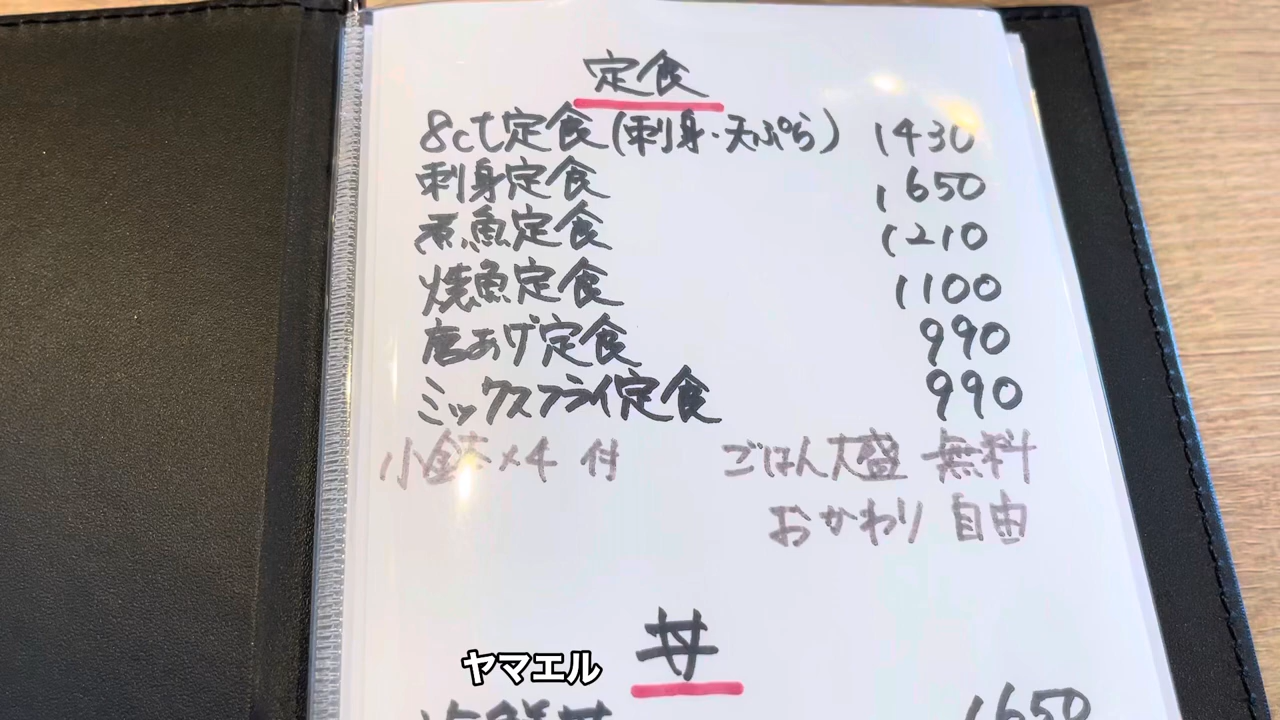 定食
8ct定食(刺身・天ぷら) 1430
刺身定食 1650
煮魚定食 1210
焼魚定食 1100
唐あげ定食 990
ミックスフライ定食 990
小鉢×4 付 ごはん大盛 無料
おかわり 自由
丼
ヤマエル
海鮮丼 1650